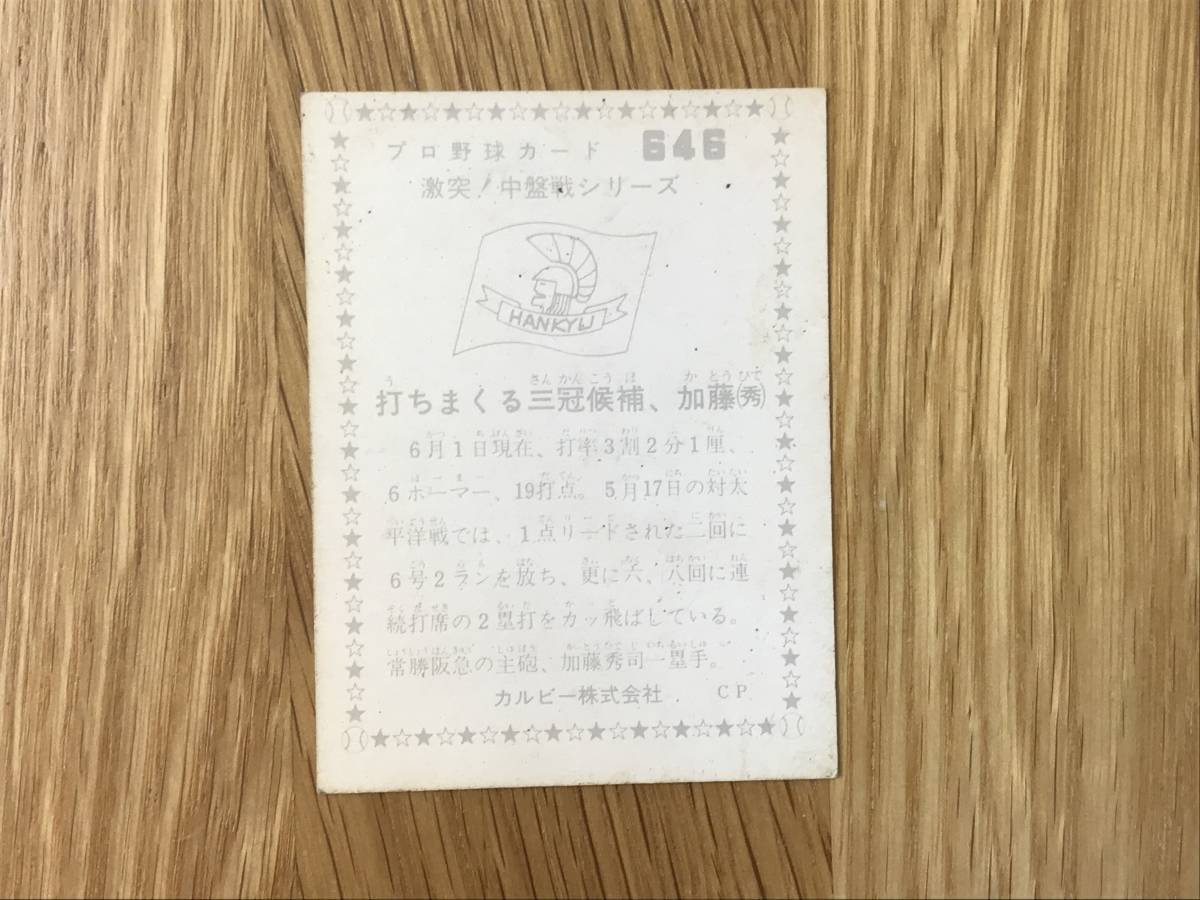 プロ野球カード 646
激突！中盤戦シリーズ
HANKYU
打ちまくる三冠候補、加藤㊙秀
6月1日現在、打率3割2分1厘、
6ホーマー、19打点。5月17日の対太
平洋戦では、1点リードされた二回に
6号2ランを放ち、更に六、八回に連
続打席の2塁打をカッ飛ばしている。
常勝阪急の主砲、加藤秀司一塁手。
カルビー株式会社 CP